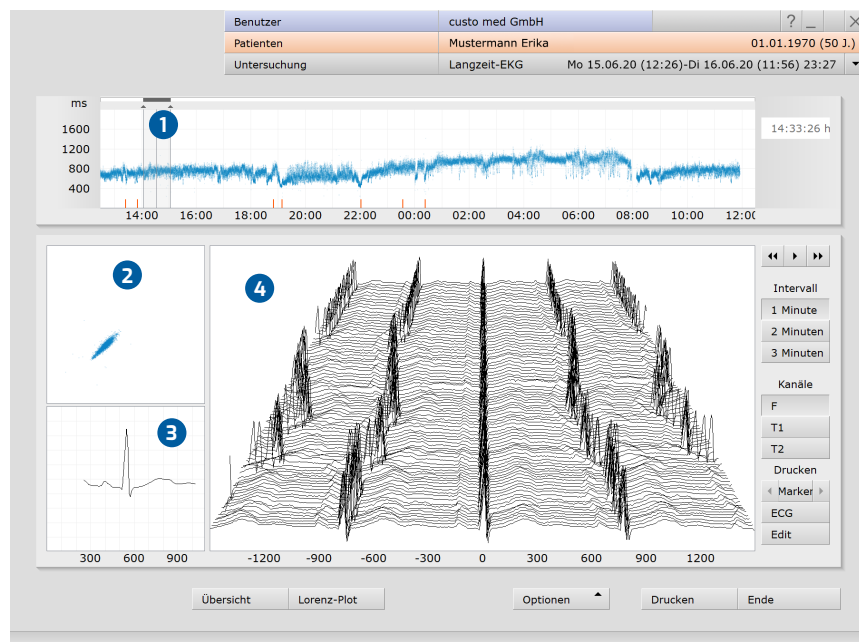 Benutzer custo med GmbH ? _ X
Patienten Mustermann Erika 01.01.1970 (50 J.)
Untersuchung Langzeit-EKG Mo 15.06.20 (12:26)-Di 16.06.20 (11:56) 23:27
ms
1
1600
14:33:26 h
1200
800
400
14:00 16:00 18:00 20:00 22:00 00:00 02:00 04:00 06:00 08:00 10:00 12:00
2
4
Intervall
1 Minute
2 Minuten
3 Minuten
Kanäle
F
3
T1
T2
Drucken
Marker
ECG
Edit
300 600 900 -1200 -900 -600 -300 0 300 600 900 1200
Übersicht Lorenz-Plot Optionen Drucken Ende